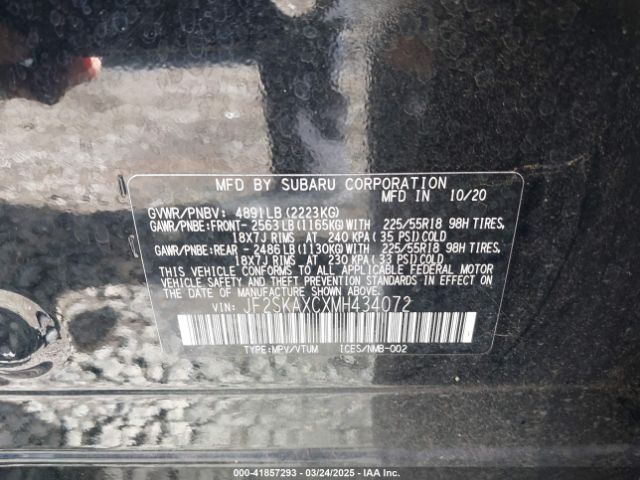 MFD BY SUBARU CORPORATION
MFD IN 10/20
GVWR/PNBV: 4891LB(2223KG)
GAWR/PNBE:FRONT-2563LB(1165KG)WITH 225/55R18 98H TIRES,
18X7J RIMS AT 240 KPA(35 PSI)COLD
GAWR/PNBE:REAR-2486LB(1130KG)WITH 225/55R18 98H TIRES,
18X7J RIMS AT 230 KPA(33 PSI)COLD
THIS VEHICLE CONFORMS TO ALL APPLICABLE FEDERAL MOTOR
VEHICLE SAFETY, BUMPER, AND THEFT PREVENTION STANDARDS IN EFFECT
ON THE DATE OF MANUFACTURE SHOWN ABOVE.
VIN: JF2SKAXCXMH434072
TYPE:MPV/VTUM ICES/NMB-002
000-41857293 - 03/24/2025 - IAA Inc.